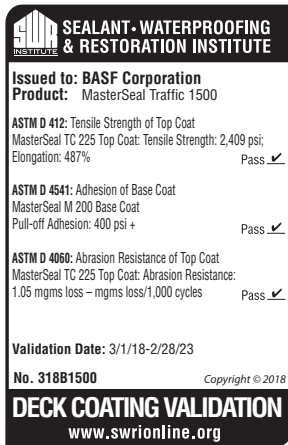 SWR
INSTITUTE
SEALANT • WATERPROOFING
& RESTORATION INSTITUTE
Issued to: BASF Corporation
Product: MasterSeal Traffic 1500
ASTM D 412: Tensile Strength of Top Coat
MasterSeal TC 225 Top Coat: Tensile Strength: 2,409 psi;
Elongation: 487%
Pass ✔
ASTM D 4541: Adhesion of Base Coat
MasterSeal M 200 Base Coat
Pull-off Adhesion: 400 psi +
Pass ✔
ASTM D 4060: Abrasion Resistance of Top Coat
MasterSeal TC 225 Top Coat: Abrasion Resistance:
1.05 mgms loss – mgms loss/1,000 cycles
Pass ✔
Validation Date: 3/1/18-2/28/23
No. 318B1500
Copyright © 2018
DECK COATING VALIDATION
www.swrionline.org